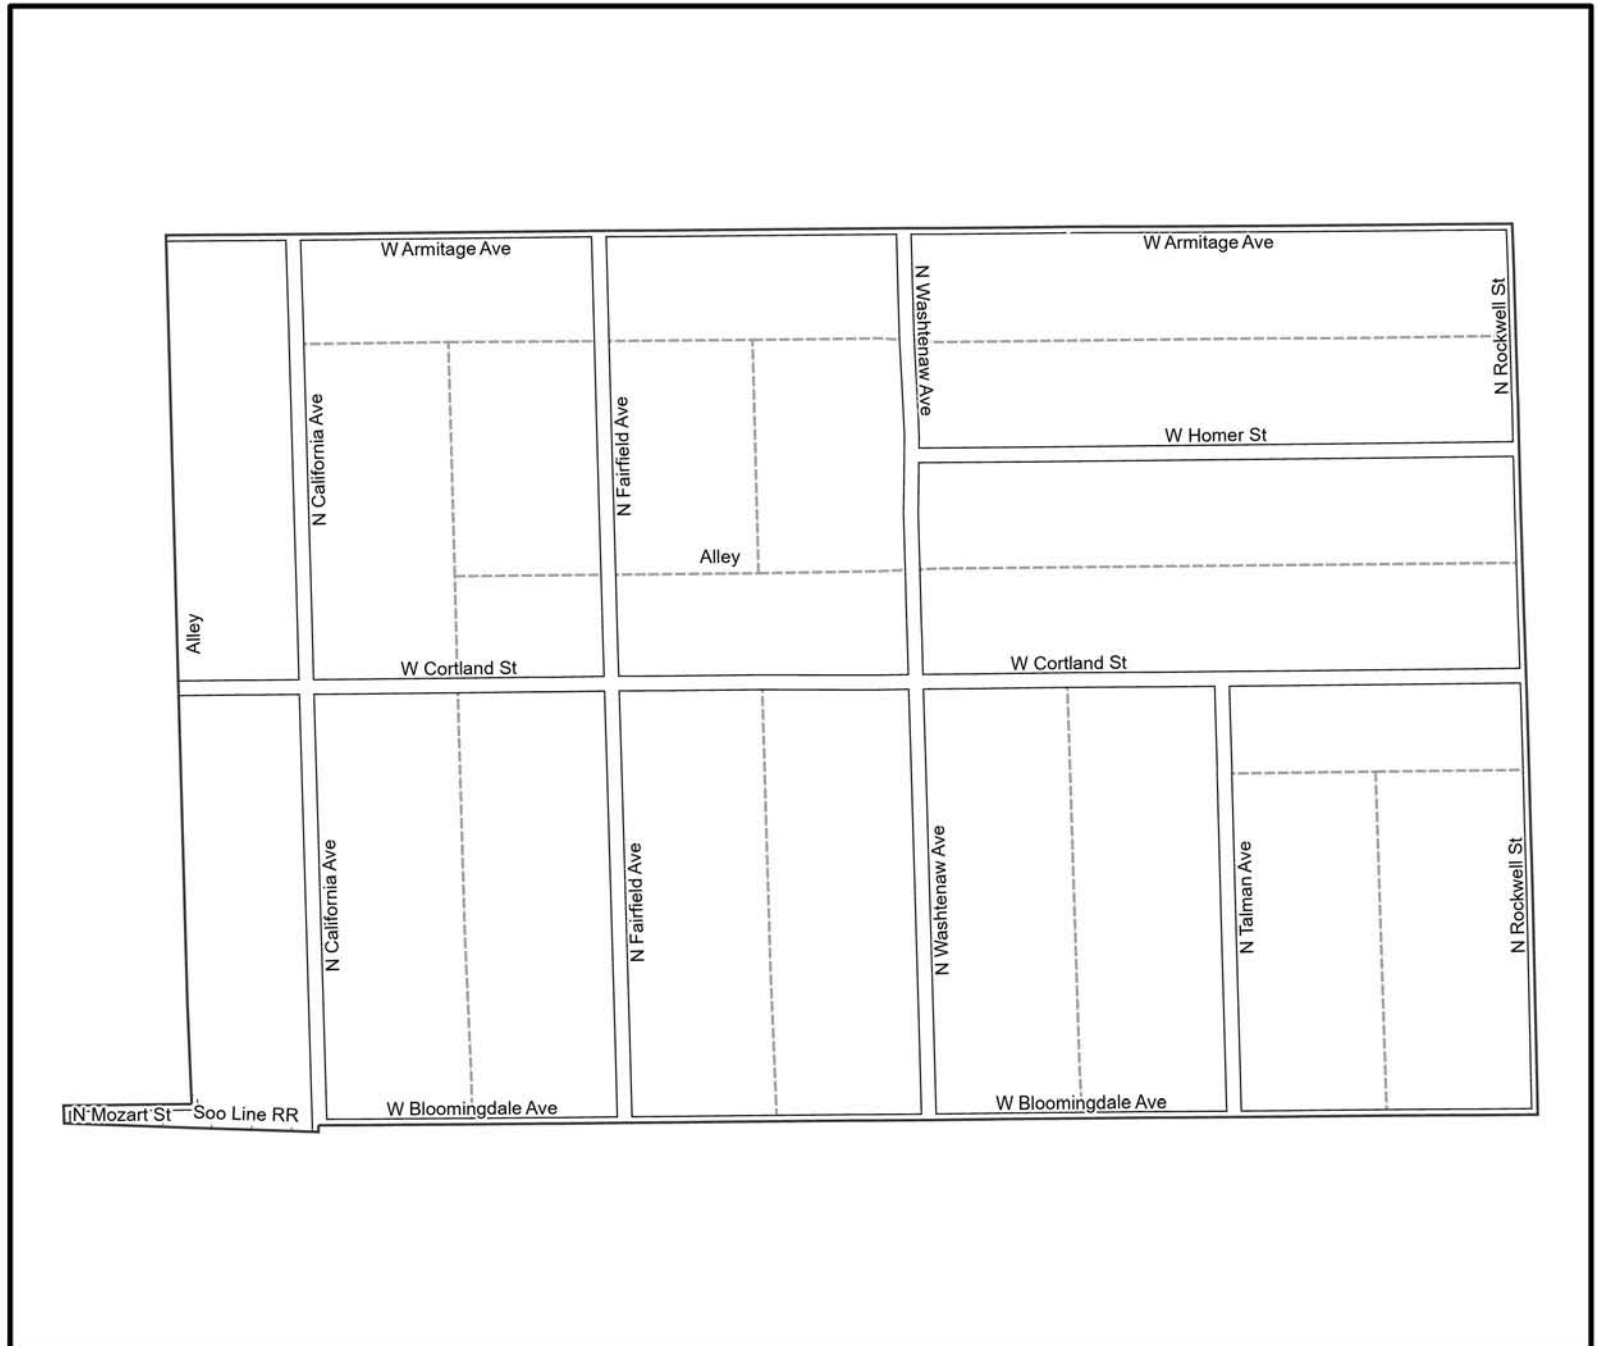 W Armitage Ave
W Armitage Ave
N Washtenaw Ave
N Rockwell St
N California Ave
N Fairfield Ave
W Homer St
Alley
Alley
W Cortland St
W Cortland St
N California Ave
N Fairfield Ave
N Washtenaw Ave
N Talman Ave
N Rockwell St
N Mozart St
Soo Line RR
W Bloomingdale Ave
W Bloomingdale Ave